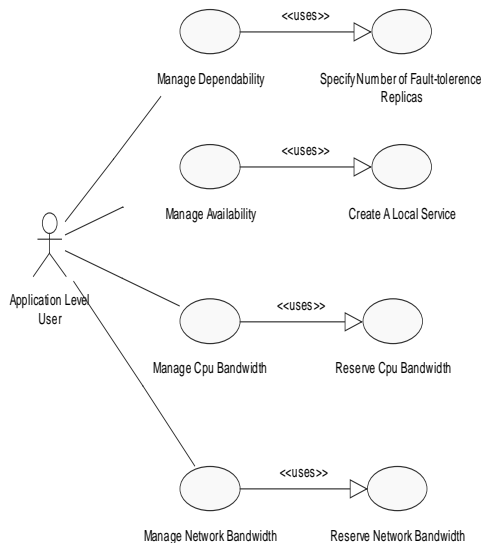 <<uses>>
Manage Dependability
Specify Number of Fault-tolerence
Replicas
<<uses>>
Manage Availability
Create A Local Service
Application Level
User
<<uses>>
Manage Cpu Bandwidth
Reserve Cpu Bandwidth
<<uses>>
Manage Network Bandwidth
Reserve Network Bandwidth